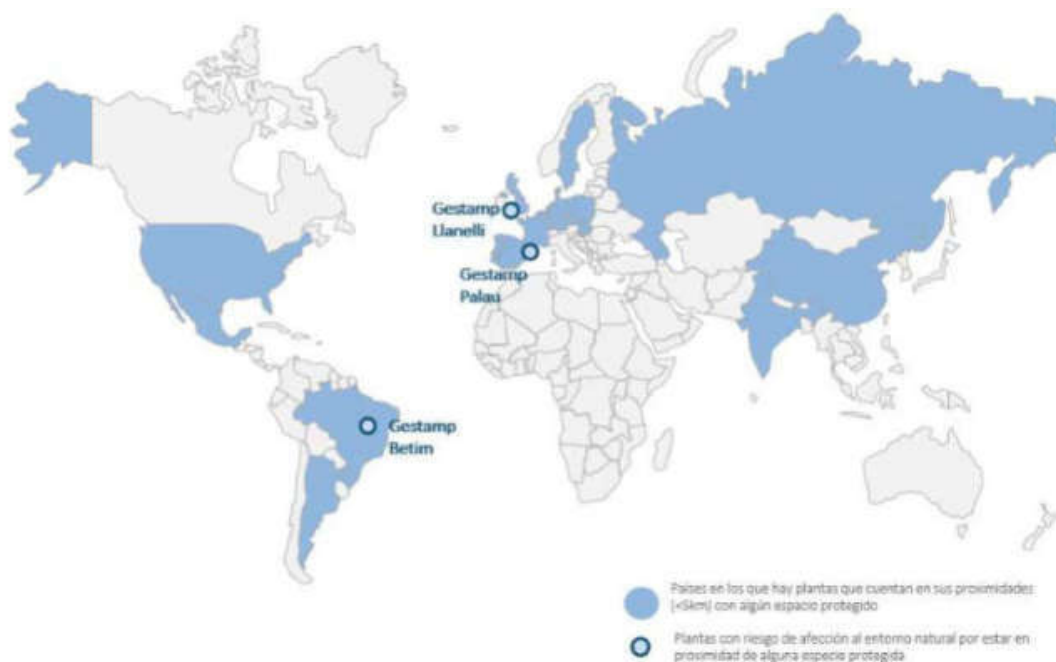 Gestamp
Llanelli
Gestamp
Palau
Gestamp
Betim
Países en los que hay plantas que cuentan en sus proximidades
(<5km) con algún espacio protegido
Plantas con riesgo de afección al entorno natural por estar en
proximidad de alguna especie protegida